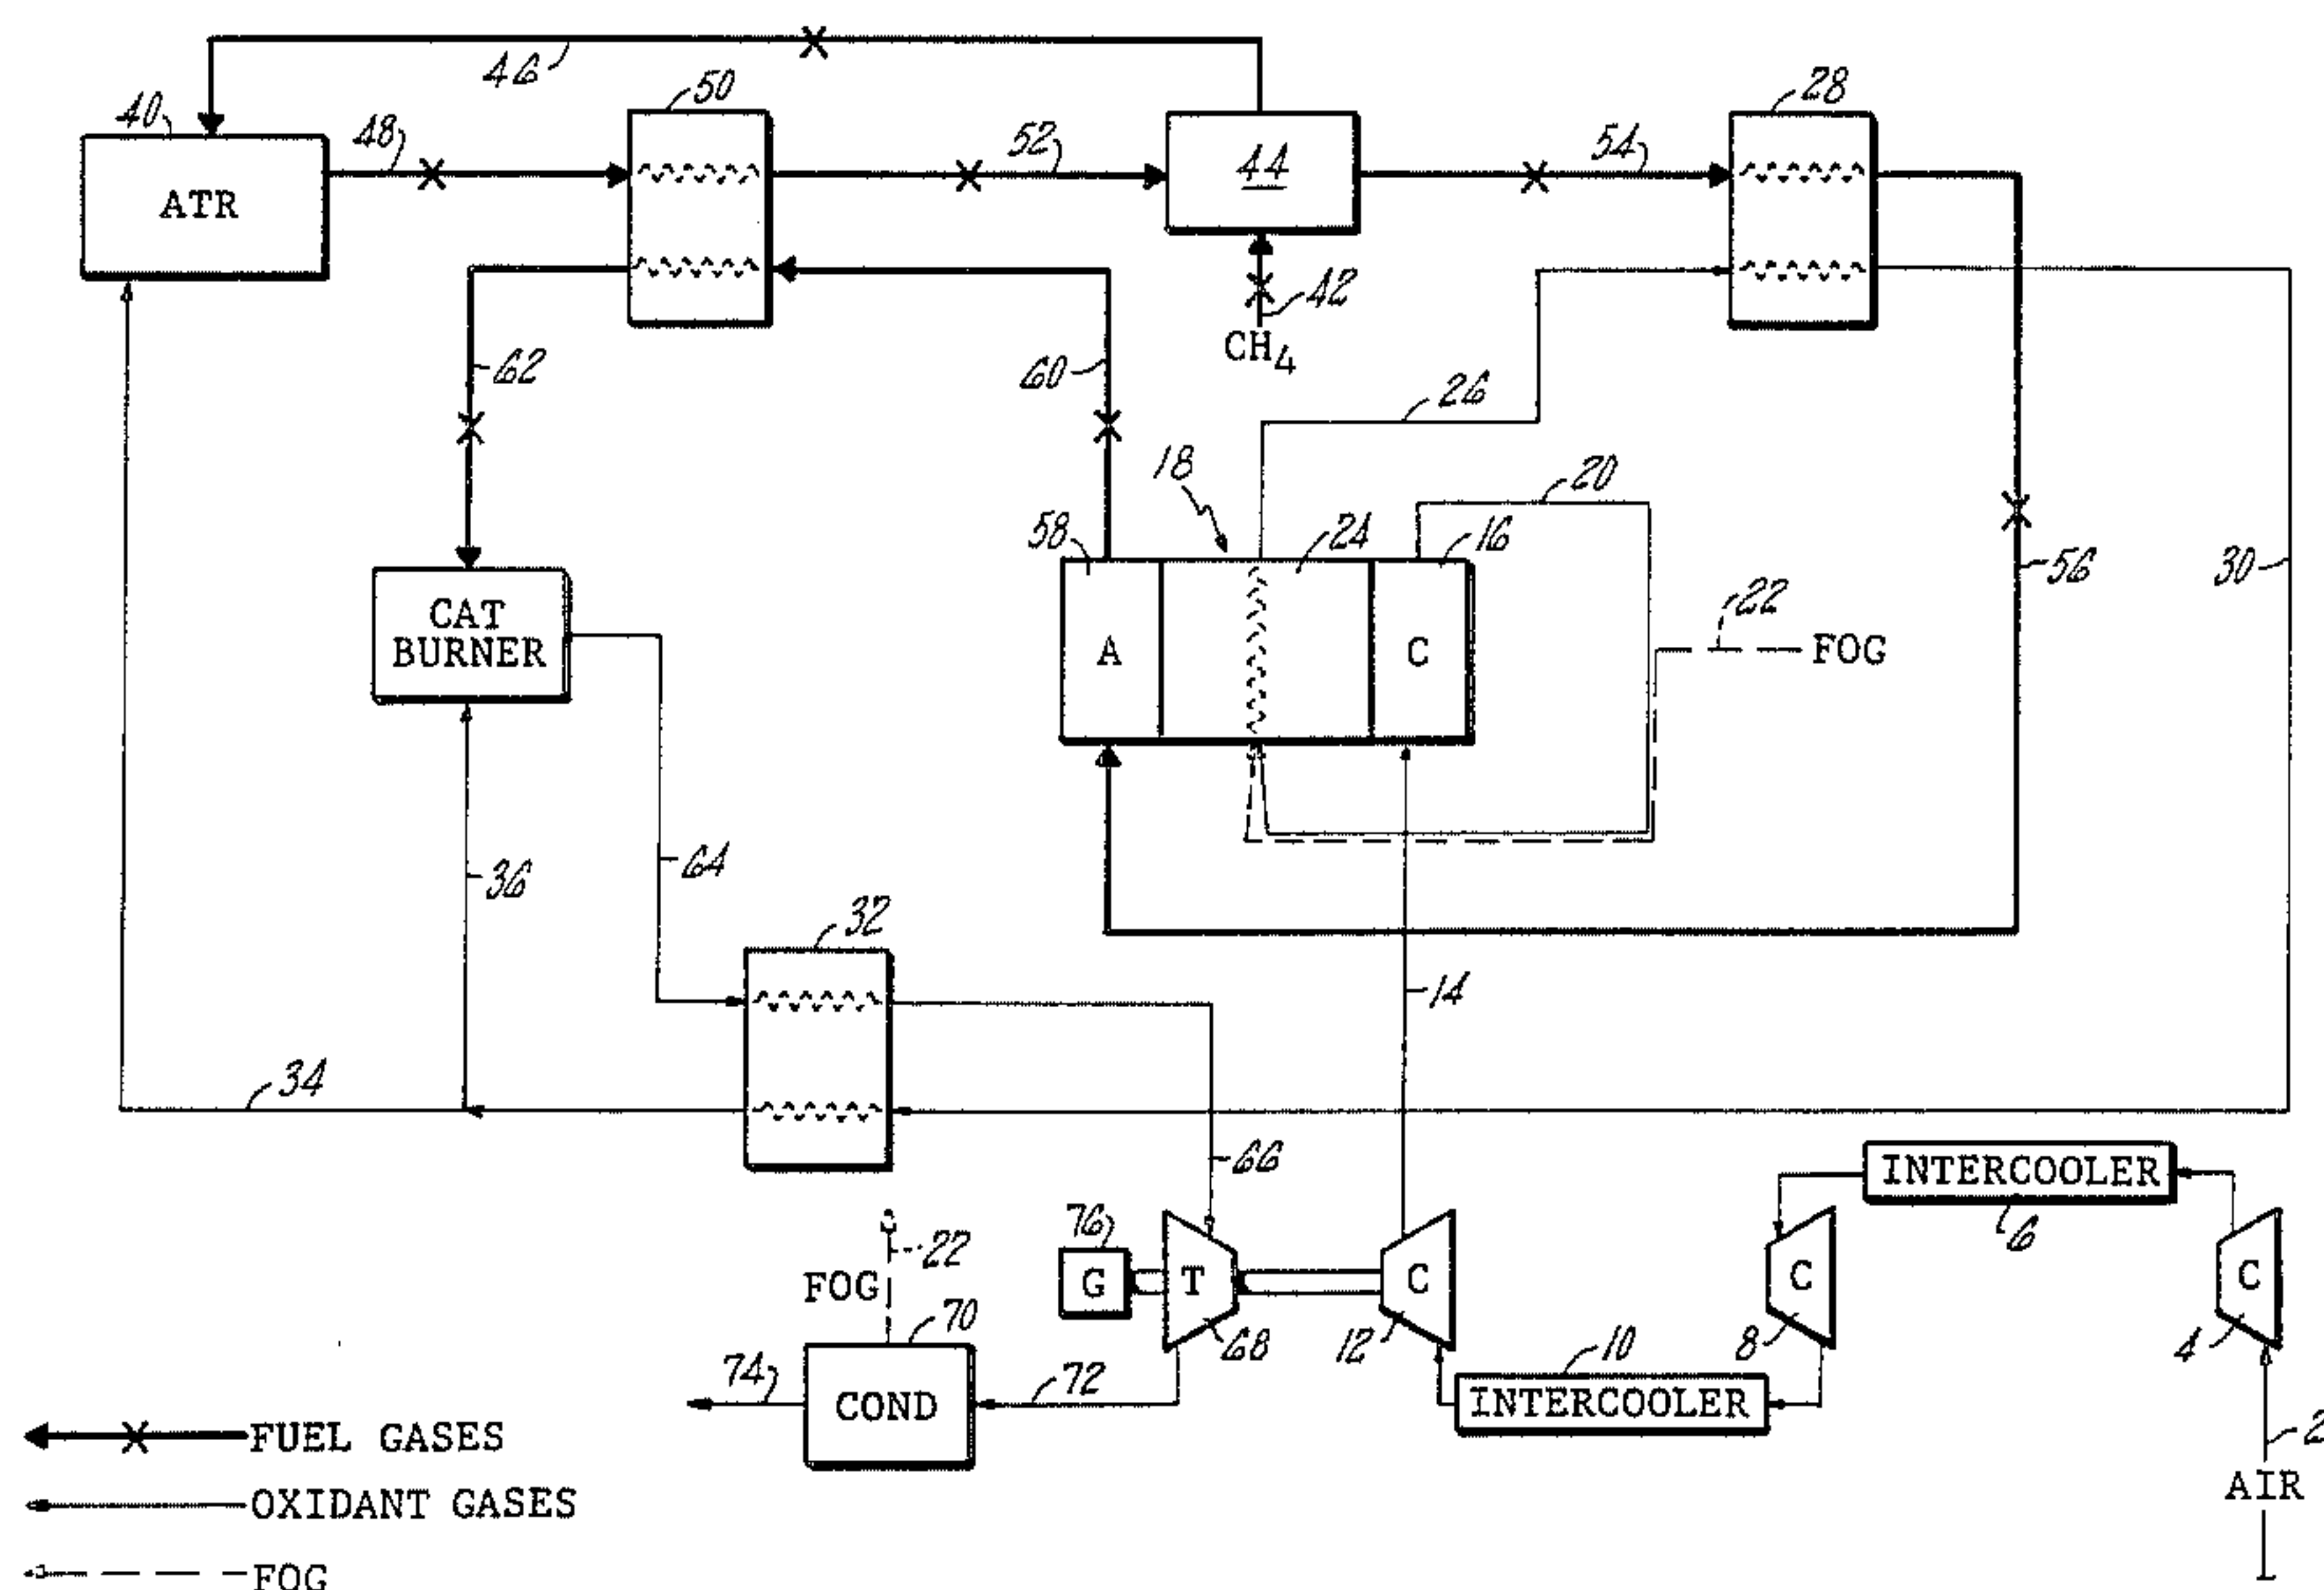 46
40
48
50
52
44
54
28
ATR
42
CH4
62
60
26
18
20
58
24
16
22
FOG
56
30
CAT
BURNER
A
C
36
64
32
14
34
66
INTERCOOLER
6
76
22
FOG
G
T
C
C
C
70
68
12
10
8
4
74
72
COND
INTERCOOLER
2
FUEL GASES
AIR
OXIDANT GASES
FOG